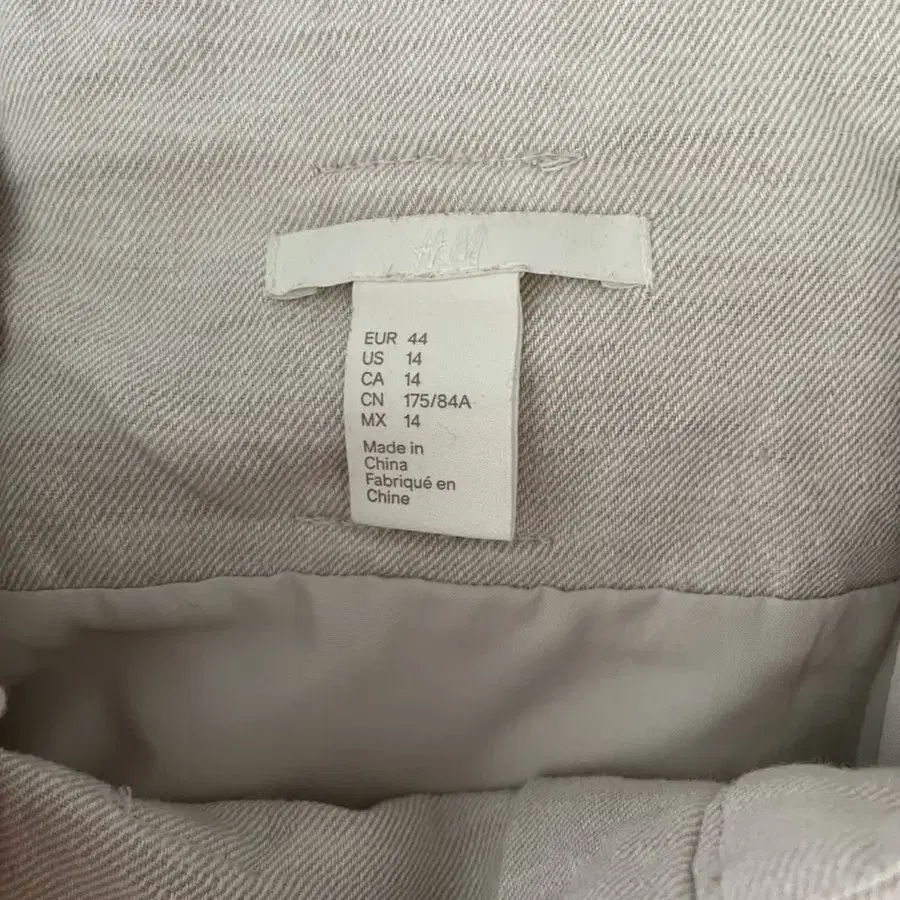 H&M
EUR 44
US 14
CA 14
CN 175/84A
MX 14
Made in
China
Fabriqué en
Chine